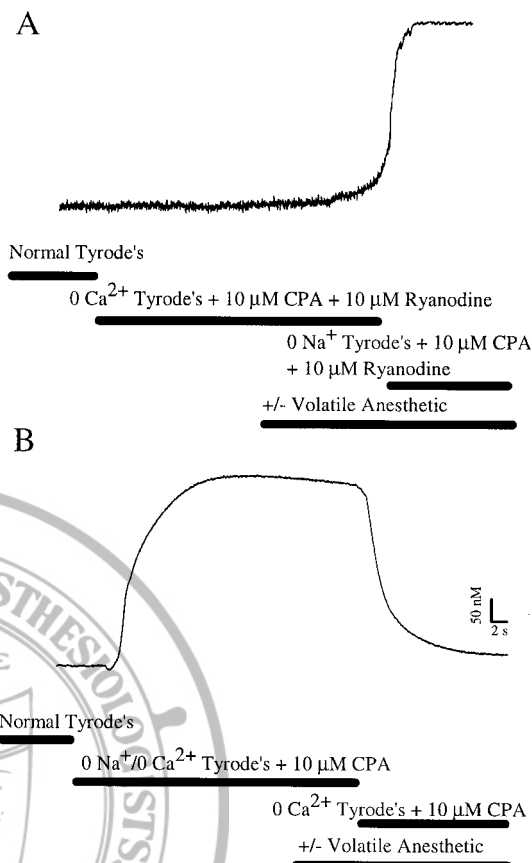 A
Normal Tyrode's
0 Ca²⁺ Tyrode's + 10 µM CPA + 10 µM Ryanodine
0 Na⁺ Tyrode's + 10 µM CPA
+ 10 µM Ryanodine
+/- Volatile Anesthetic
B
50 nM
2 s
Normal Tyrode's
0 Na⁺/0 Ca²⁺ Tyrode's + 10 µM CPA
0 Ca²⁺ Tyrode's + 10 µM CPA
+/- Volatile Anesthetic